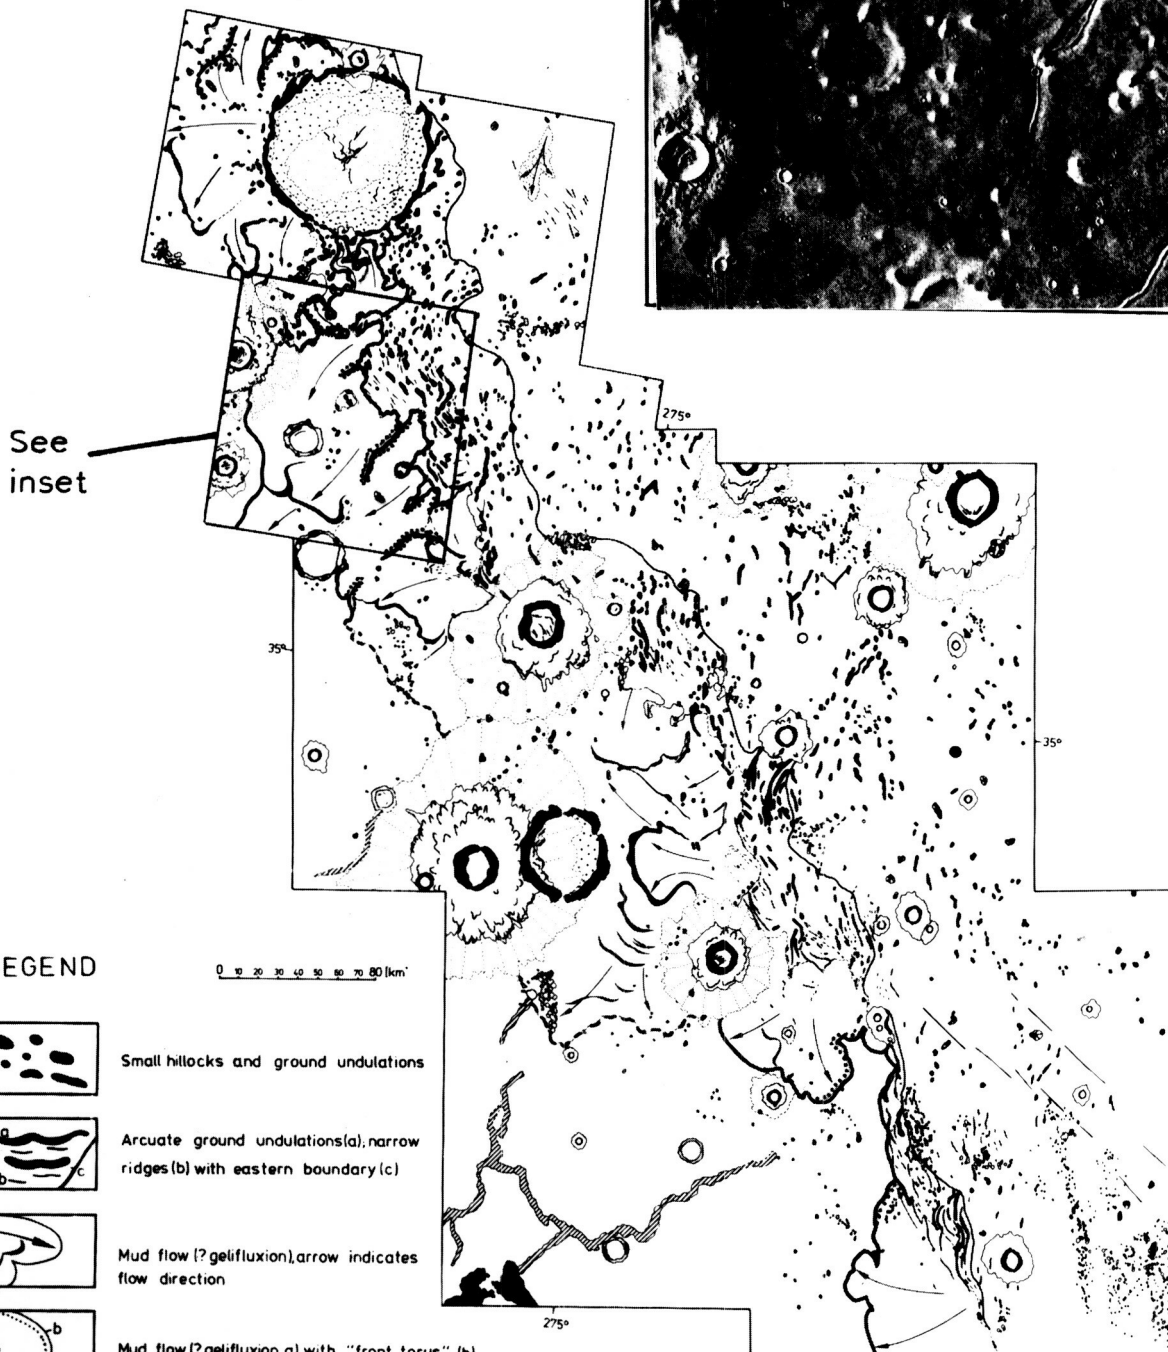 275°
See
inset
35°
35°
EGEND
0 10 20 30 40 50 60 70 80 km
Small hillocks and ground undulations
a
Arcuate ground undulations(a); narrow
ridges (b) with eastern boundary (c)
b
c
Mud flow (? gelifluxion), arrow indicates
flow direction
b
275°
Mud flow (? gelifluxion a) with "front torus" (b)